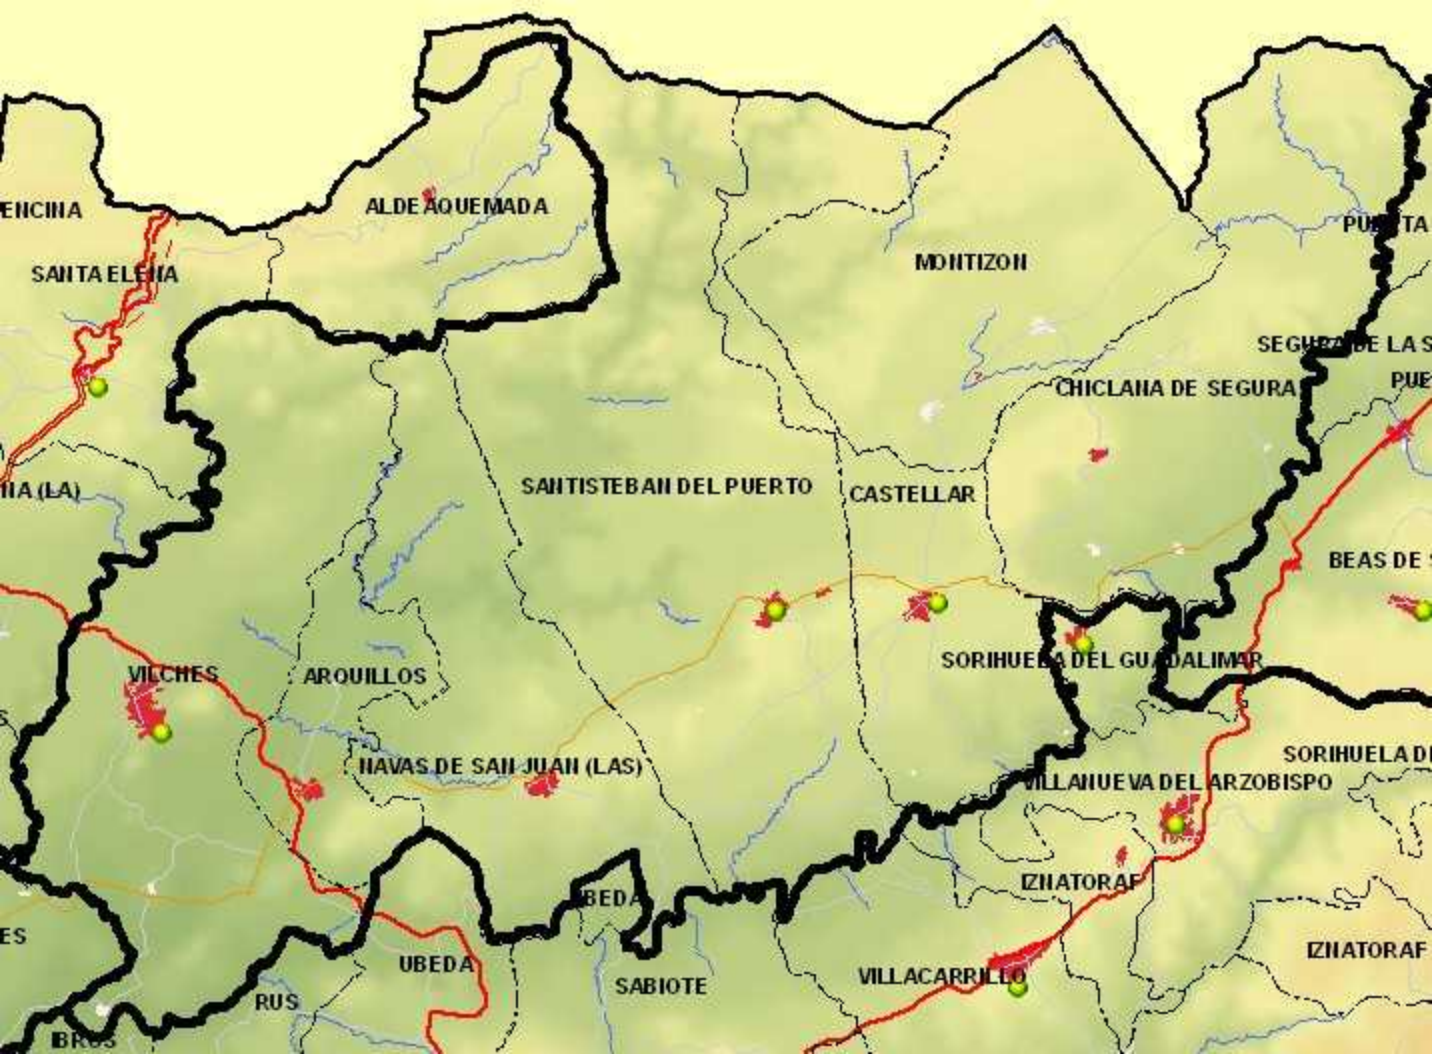 ENCINA
ALDEAQUEMADA
PUERTA
SANTA ELENA
MONTIZON
SEGURA DE LA S
PUE
CHICLANA DE SEGURA
NA (LA)
SANTISTEBAN DEL PUERTO
CASTELLAR
BEAS DE S
VILCHES
ARQUILLOS
SORIHUELA DEL GUADALIMAR
S
NAVAS DE SAN JUAN (LAS)
SORIHUELA DE
VILLANUEVA DEL ARZOBISPO
IZNATORAF
BEDA
ES
UBEDA
IZNATORAF
SABIOTE
VILLACARRILLO
RUS
IBROS